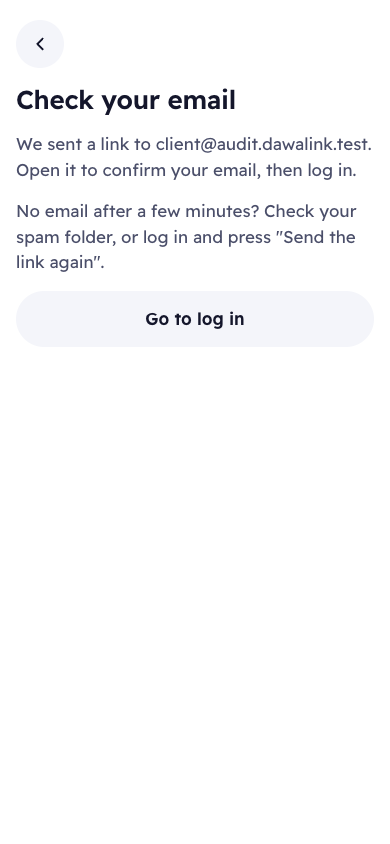 Check your email
We sent a link to client@audit.dawalink.test.
Open it to confirm your email, then log in.
No email after a few minutes? Check your
spam folder, or log in and press "Send the
link again".
Go to log in